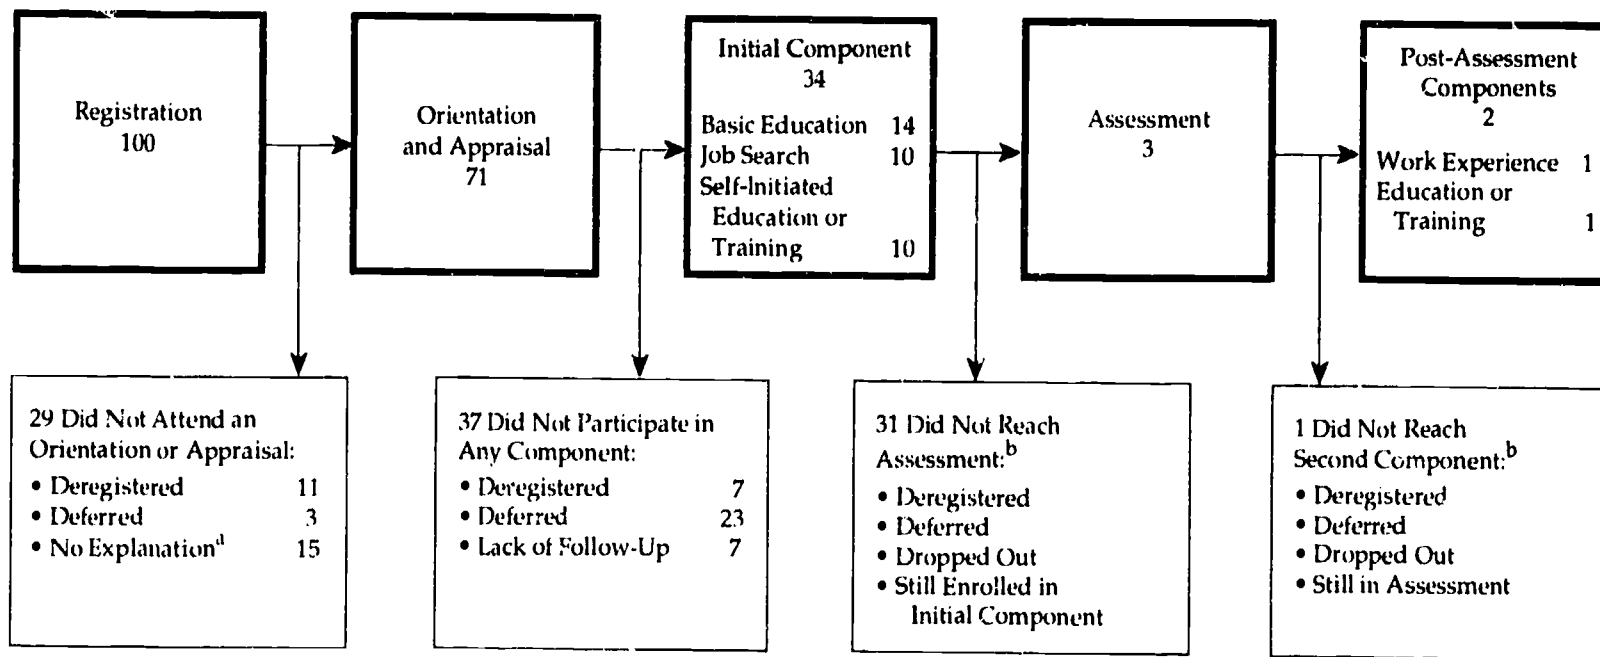 Registration
100
Orientation
and Appraisal
71
Initial Component
34
Basic Education 14
Job Search 10
Self-Initiated
Education or
Training 10
Assessment
3
Post-Assessment
Components
2
Work Experience 1
Education or
Training 1
29 Did Not Attend an
Orientation or Appraisal:
• Deregistered 11
• Deferred 3
• No Explanationa 15
37 Did Not Participate in
Any Component:
• Deregistered 7
• Deferred 23
• Lack of Follow-Up 7
31 Did Not Reach
Assessment:b
• Deregistered
• Deferred
• Dropped Out
• Still Enrolled in
Initial Component
1 Did Not Reach
Second Component:b
• Deregistered
• Deferred
• Dropped Out
• Still in Assessment